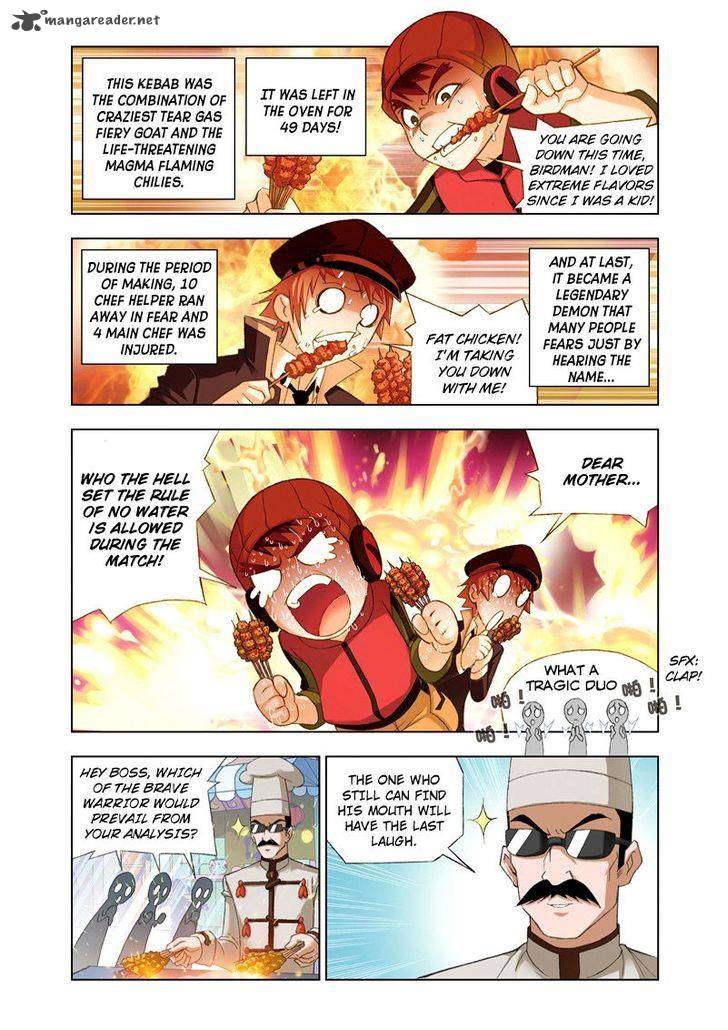 mangareader.net
THIS KEBAB WAS
THE COMBINATION OF
CRAZIEST TEAR GAS
FIERY GOAT AND THE
LIFE-THREATENING
MAGMA FLAMING
CHILIES.
IT WAS LEFT IN
THE OVEN FOR
49 DAYS!
YOU ARE GOING
DOWN THIS TIME,
BIRDMAN! I LOVED
EXTREME FLAVORS
SINCE I WAS A KID!
DURING THE PERIOD
OF MAKING, 10
CHEF HELPER RAN
AWAY IN FEAR AND
4 MAIN CHEF WAS
INJURED.
FAT CHICKEN!
I'M TAKING
YOU DOWN
WITH ME!
AND AT LAST,
IT BECAME A
LEGENDARY
DEMON THAT
MANY PEOPLE
FEARS JUST BY
HEARING THE
NAME...
WHO THE HELL
SET THE RULE
OF NO WATER
IS ALLOWED
DURING THE
MATCH!
DEAR
MOTHER...
WHAT A
TRAGIC DUO
SFX:
CLAP!
HEY BOSS, WHICH
OF THE BRAVE
WARRIOR WOULD
PREVAIL FROM
YOUR ANALYSIS?
THE ONE WHO
STILL CAN FIND
HIS MOUTH WILL
HAVE THE LAST
LAUGH.